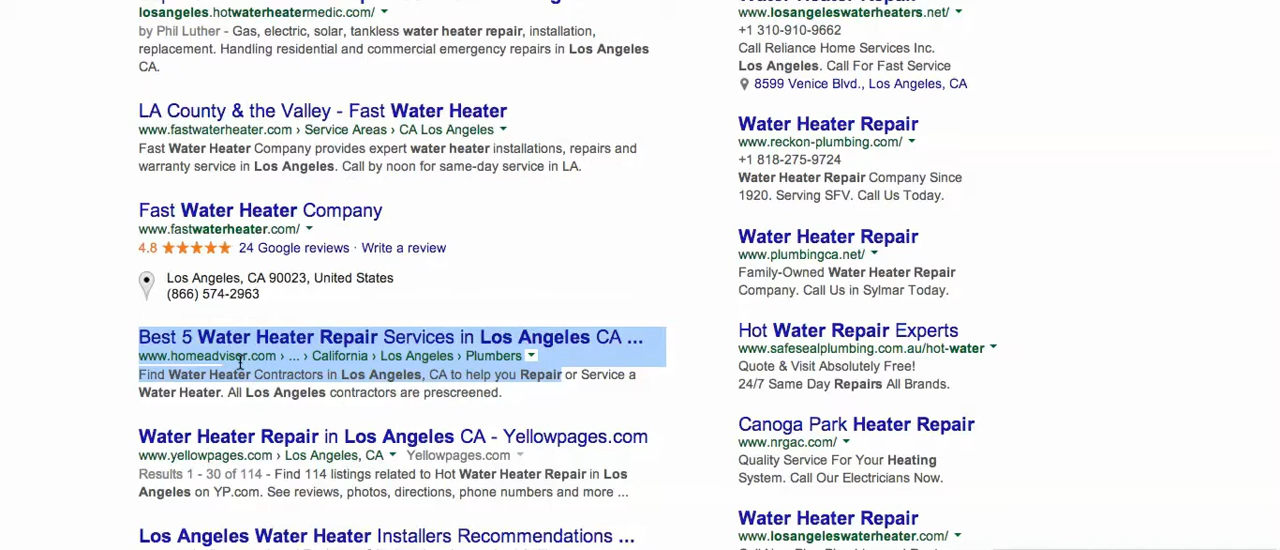 losangeles.hotwaterheatermedic.com/
by Phil Luther - Gas, electric, solar, tankless water heater repair, installation,
replacement. Handling residential and commercial emergency repairs in Los Angeles
CA.
LA County & the Valley - Fast Water Heater
www.fastwaterheater.com › Service Areas › CA Los Angeles
Fast Water Heater Company provides expert water heater installations, repairs and
warranty service in Los Angeles. Call by noon for same-day service in LA.
Fast Water Heater Company
www.fastwaterheater.com/
4.8 ★★★★★ 24 Google reviews · Write a review
Los Angeles, CA 90023, United States
(866) 574-2963
Best 5 Water Heater Repair Services in Los Angeles CA ...
www.homeadvisor.com › ... › California › Los Angeles › Plumbers
Find Water Heater Contractors in Los Angeles, CA to help you Repair or Service a
Water Heater. All Los Angeles contractors are prescreened.
Water Heater Repair in Los Angeles CA - Yellowpages.com
www.yellowpages.com › Los Angeles, CA Yellowpages.com
Results 1 - 30 of 114 - Find 114 listings related to Hot Water Heater Repair in Los
Angeles on YP.com. See reviews, photos, directions, phone numbers and more ...
Los Angeles Water Heater Installers Recommendations ...
www.losangeleswaterheaters.net/
+1 310-910-9662
Call Reliance Home Services Inc.
Los Angeles. Call For Fast Service
8599 Venice Blvd., Los Angeles, CA
Water Heater Repair
www.reckon-plumbing.com/
+1 818-275-9724
Water Heater Repair Company Since
1920. Serving SFV. Call Us Today.
Water Heater Repair
www.plumbingca.net/
Family-Owned Water Heater Repair
Company. Call Us in Sylmar Today.
Hot Water Repair Experts
www.safesealplumbing.com.au/hot-water
Quote & Visit Absolutely Free!
24/7 Same Day Repairs All Brands.
Canoga Park Heater Repair
www.nrgac.com/
Quality Service For Your Heating
System. Call Our Electricians Now.
Water Heater Repair
www.losangeleswaterheaters.com/